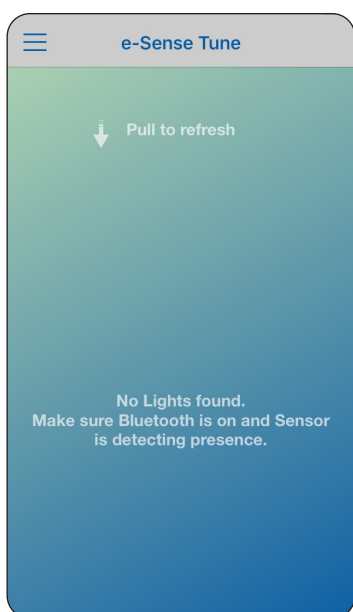 e-Sense Tune
Pull to refresh
No Lights found.
Make sure Bluetooth is on and Sensor
is detecting presence.